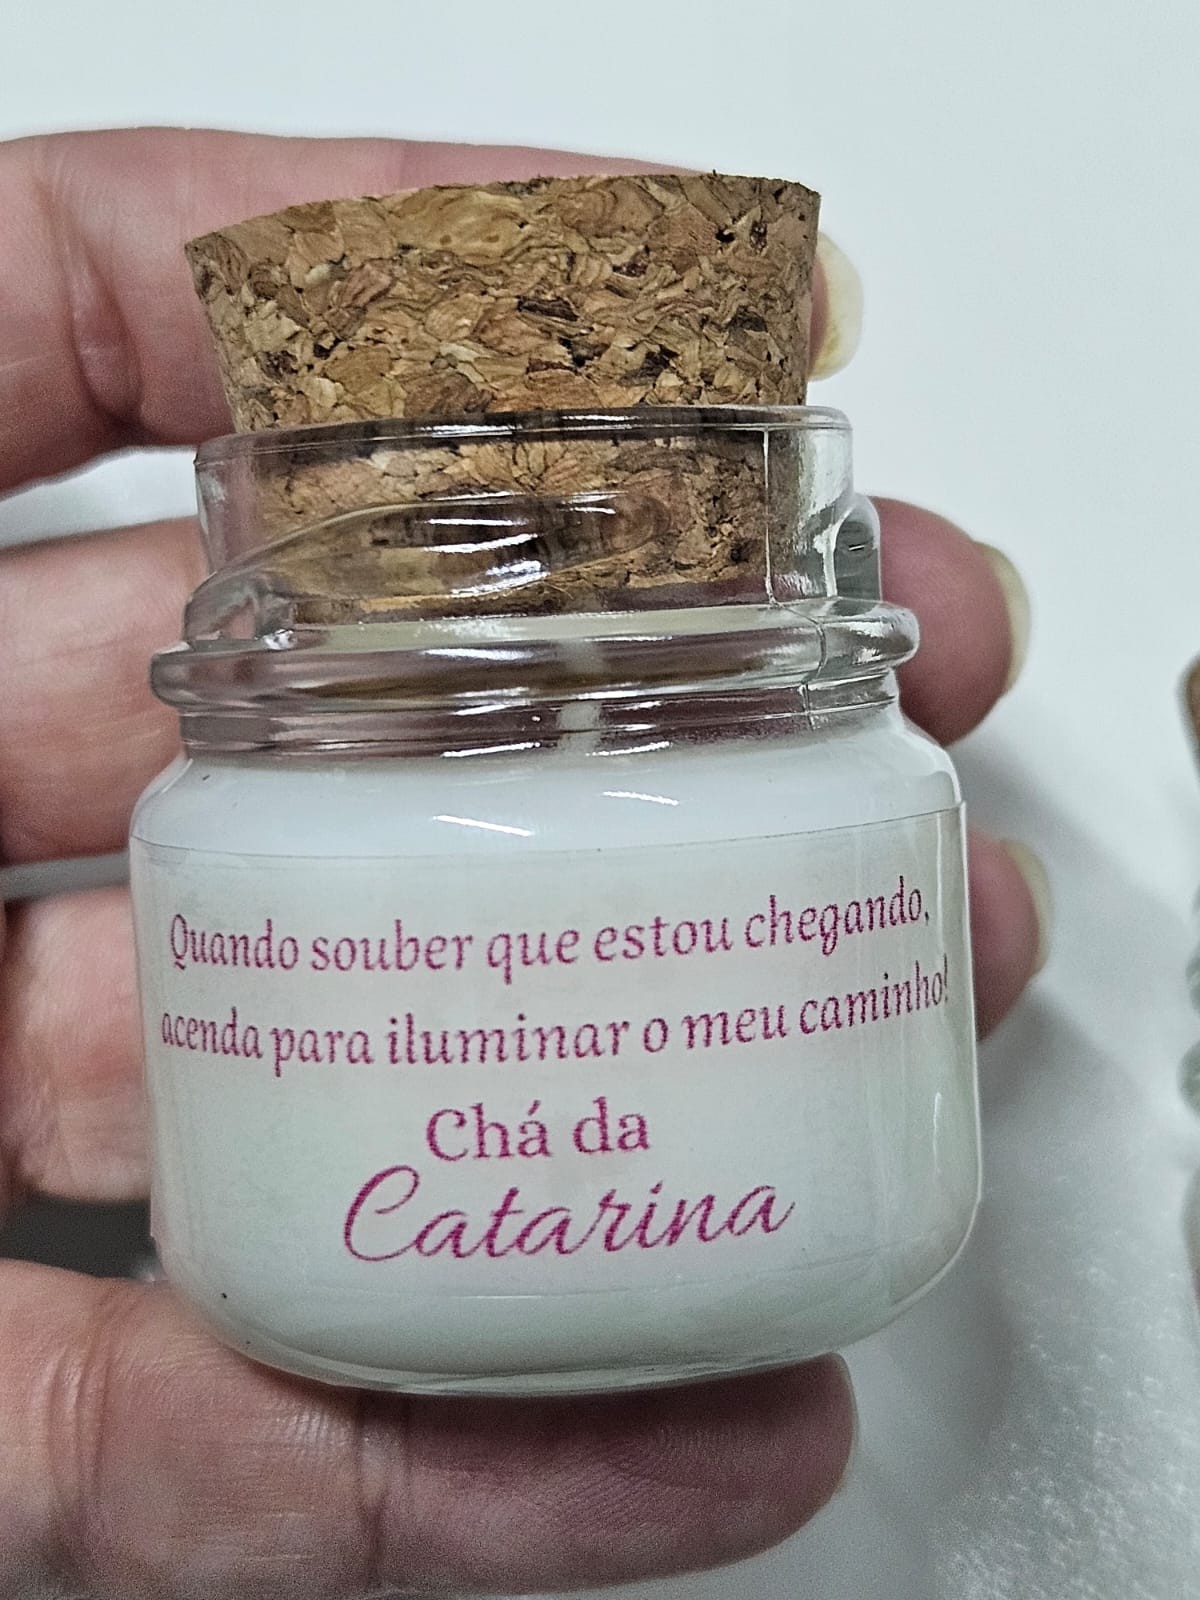 Quando souber que estou chegando,
acenda para iluminar o meu caminho!
Chá da
Catarina